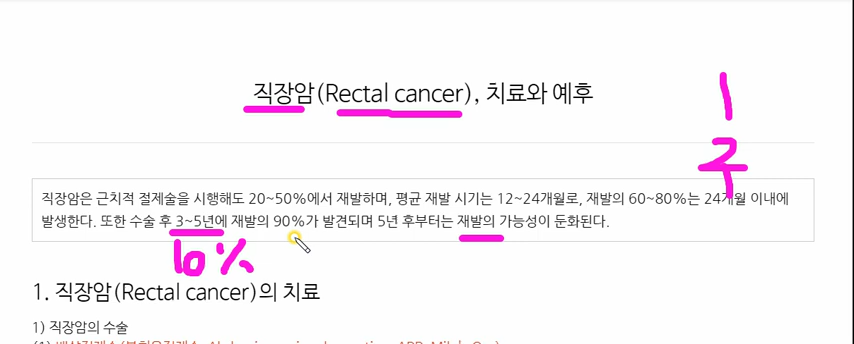 직장암(Rectal cancer), 치료와 예후
1
주
직장암은 근치적 절제술을 시행해도 20~50%에서 재발하며, 평균 재발 시기는 12~24개월로, 재발의 60~80%는 24개월 이내에
발생한다. 또한 수술 후 3~5년에 재발의 90%가 발견되며 5년 후부터는 재발의 가능성이 둔화된다.
10%
1. 직장암(Rectal cancer)의 치료
1) 직장암의 수술